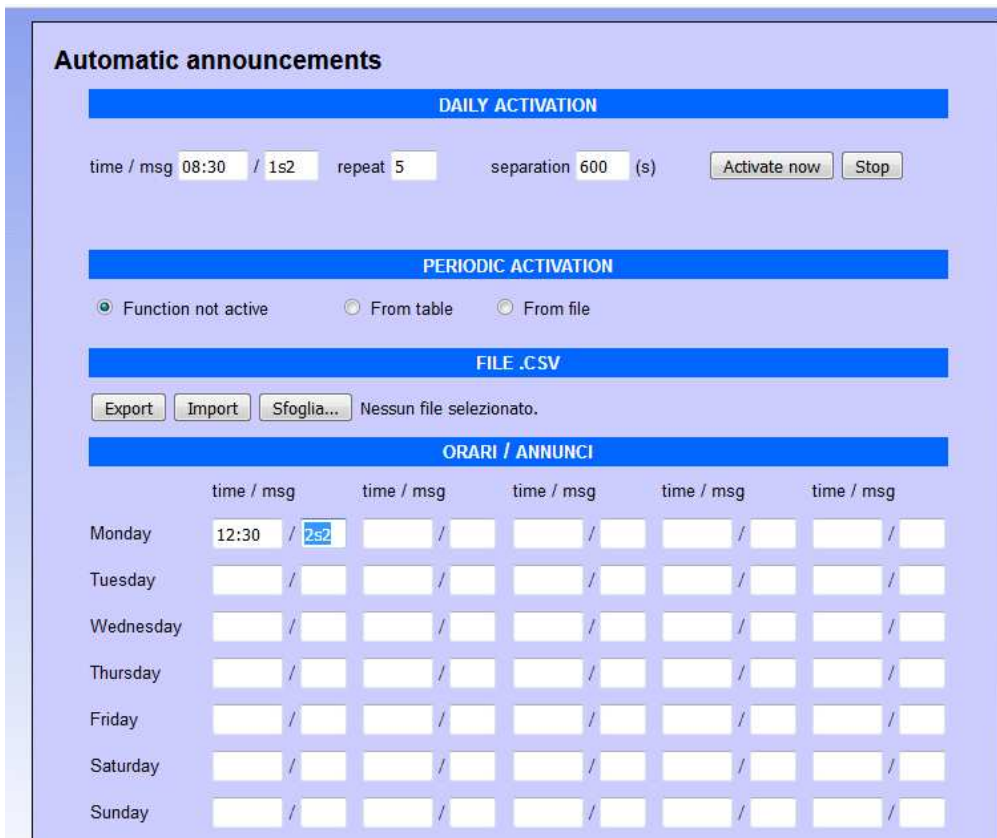 Automatic announcements
DAILY ACTIVATION
time / msg 08:30 / 1s2 repeat 5 separation 600 (s) Activate now Stop
PERIODIC ACTIVATION
Function not active From table From file
FILE .CSV
Export Import Sfoglia... Nessun file selezionato.
ORARI / ANNUNCI
time / msg time / msg time / msg time / msg time / msg
Monday 12:30 / 2s2 / / / /
Tuesday / / / / /
Wednesday / / / / /
Thursday / / / / /
Friday / / / / /
Saturday / / / / /
Sunday / / / / /